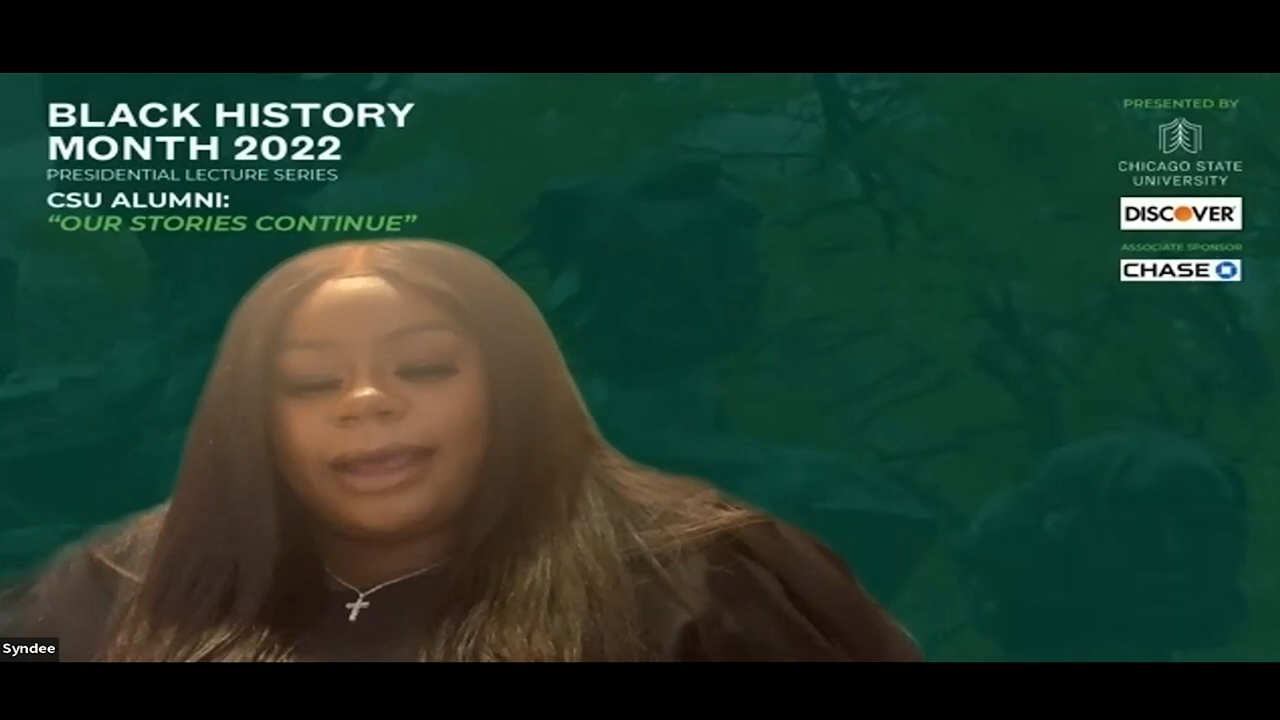 BLACK HISTORY
MONTH 2022
PRESIDENTIAL LECTURE SERIES
CSU ALUMNI:
“OUR STORIES CONTINUE”
PRESENTED BY
CHICAGO STATE
UNIVERSITY
DISCOVER
ASSOCIATE SPONSOR
CHASE
Syndee